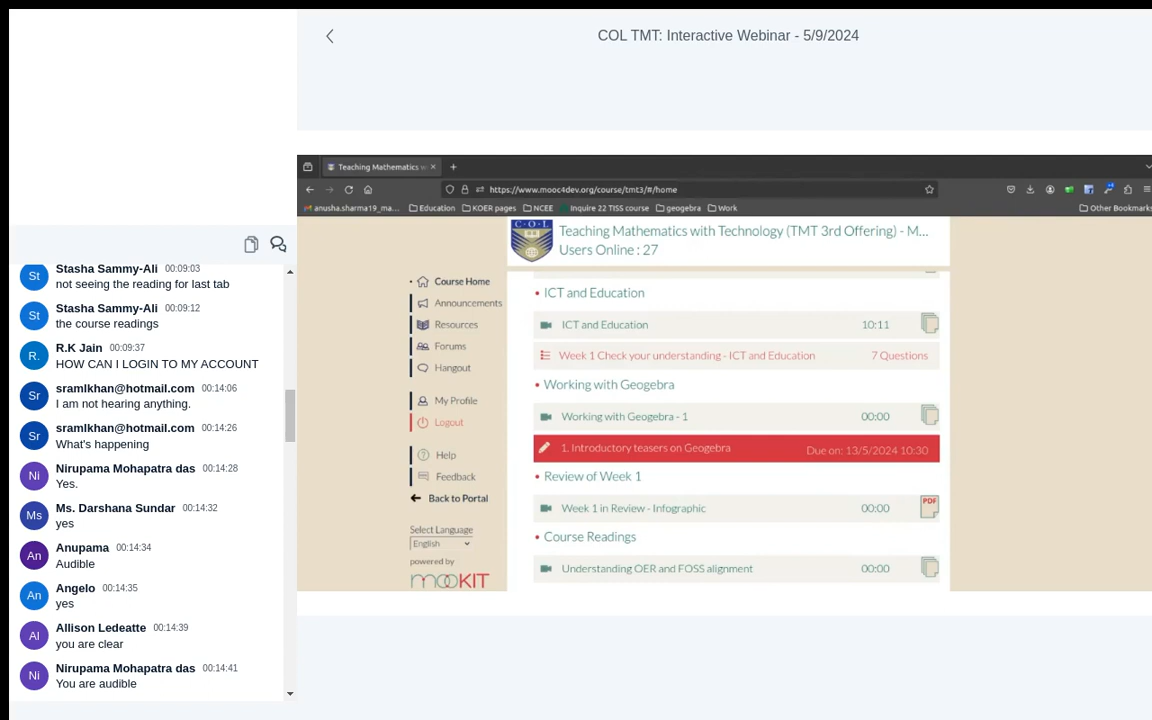 COL TMT: Interactive Webinar - 5/9/2024
St
Stasha Sammy-Ali 00:09:03
not seeing the reading for last tab
St
Stasha Sammy-Ali 00:09:12
the course readings
R.
R.K Jain 00:09:37
HOW CAN I LOGIN TO MY ACCOUNT
Sr
sramlkhan@hotmail.com 00:14:06
I am not hearing anything.
Sr
sramlkhan@hotmail.com 00:14:26
What's happening
Ni
Nirupama Mohapatra das 00:14:28
Yes.
Ms
Ms. Darshana Sundar 00:14:32
yes
An
Anupama 00:14:34
Audible
An
Angelo 00:14:35
yes
Al
Allison Ledeatte 00:14:39
you are clear
Ni
Nirupama Mohapatra das 00:14:41
You are audible
Teaching Mathematics w
https://www.mooc4dev.org/course/tmt3/#/home
anusha.sharma19_ma... Education KOER pages NCEE Inquire 22 TISS course geogebra Work Other Bookmarks
C·O·L
Teaching Mathematics with Technology (TMT 3rd Offering) - M...
Users Online : 27
Course Home
Announcements
Resources
Forums
Hangout
My Profile
Logout
Help
Feedback
Back to Portal
Select Language
English
powered by
mooKIT
• ICT and Education
ICT and Education 10:11
Week 1 Check your understanding - ICT and Education 7 Questions
• Working with Geogebra
Working with Geogebra - 1 00:00
1. Introductory teasers on Geogebra Due on: 13/5/2024 10:30
• Review of Week 1
Week 1 in Review - Infographic 00:00 PDF
• Course Readings
Understanding OER and FOSS alignment 00:00